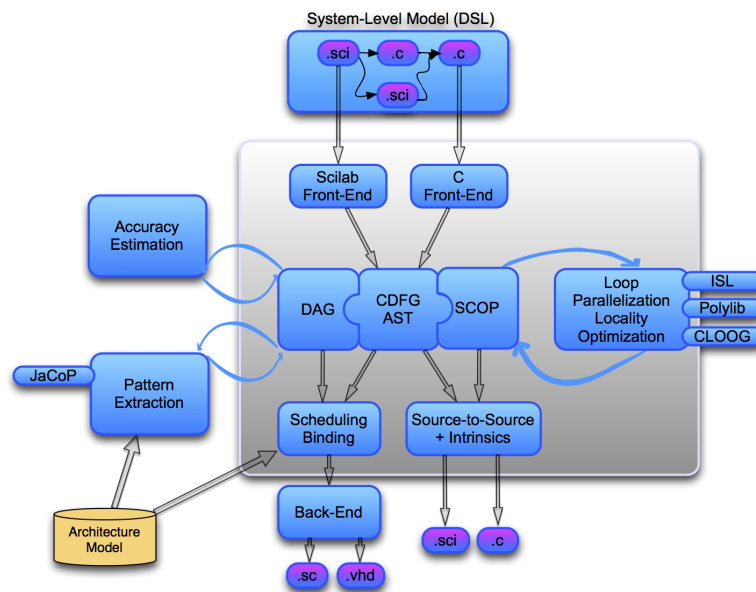 System-Level Model (DSL)
.sci
.c
.c
.sci
Scilab
Front-End
C
Front-End
Accuracy
Estimation
DAG
CDFG
AST
SCOP
Loop
Parallelization
Locality
Optimization
ISL
Polylib
CLOOG
JaCoP
Pattern
Extraction
Scheduling
Binding
Source-to-Source
+ Intrinsics
Architecture
Model
Back-End
.sci
.c
.sc
.vhd